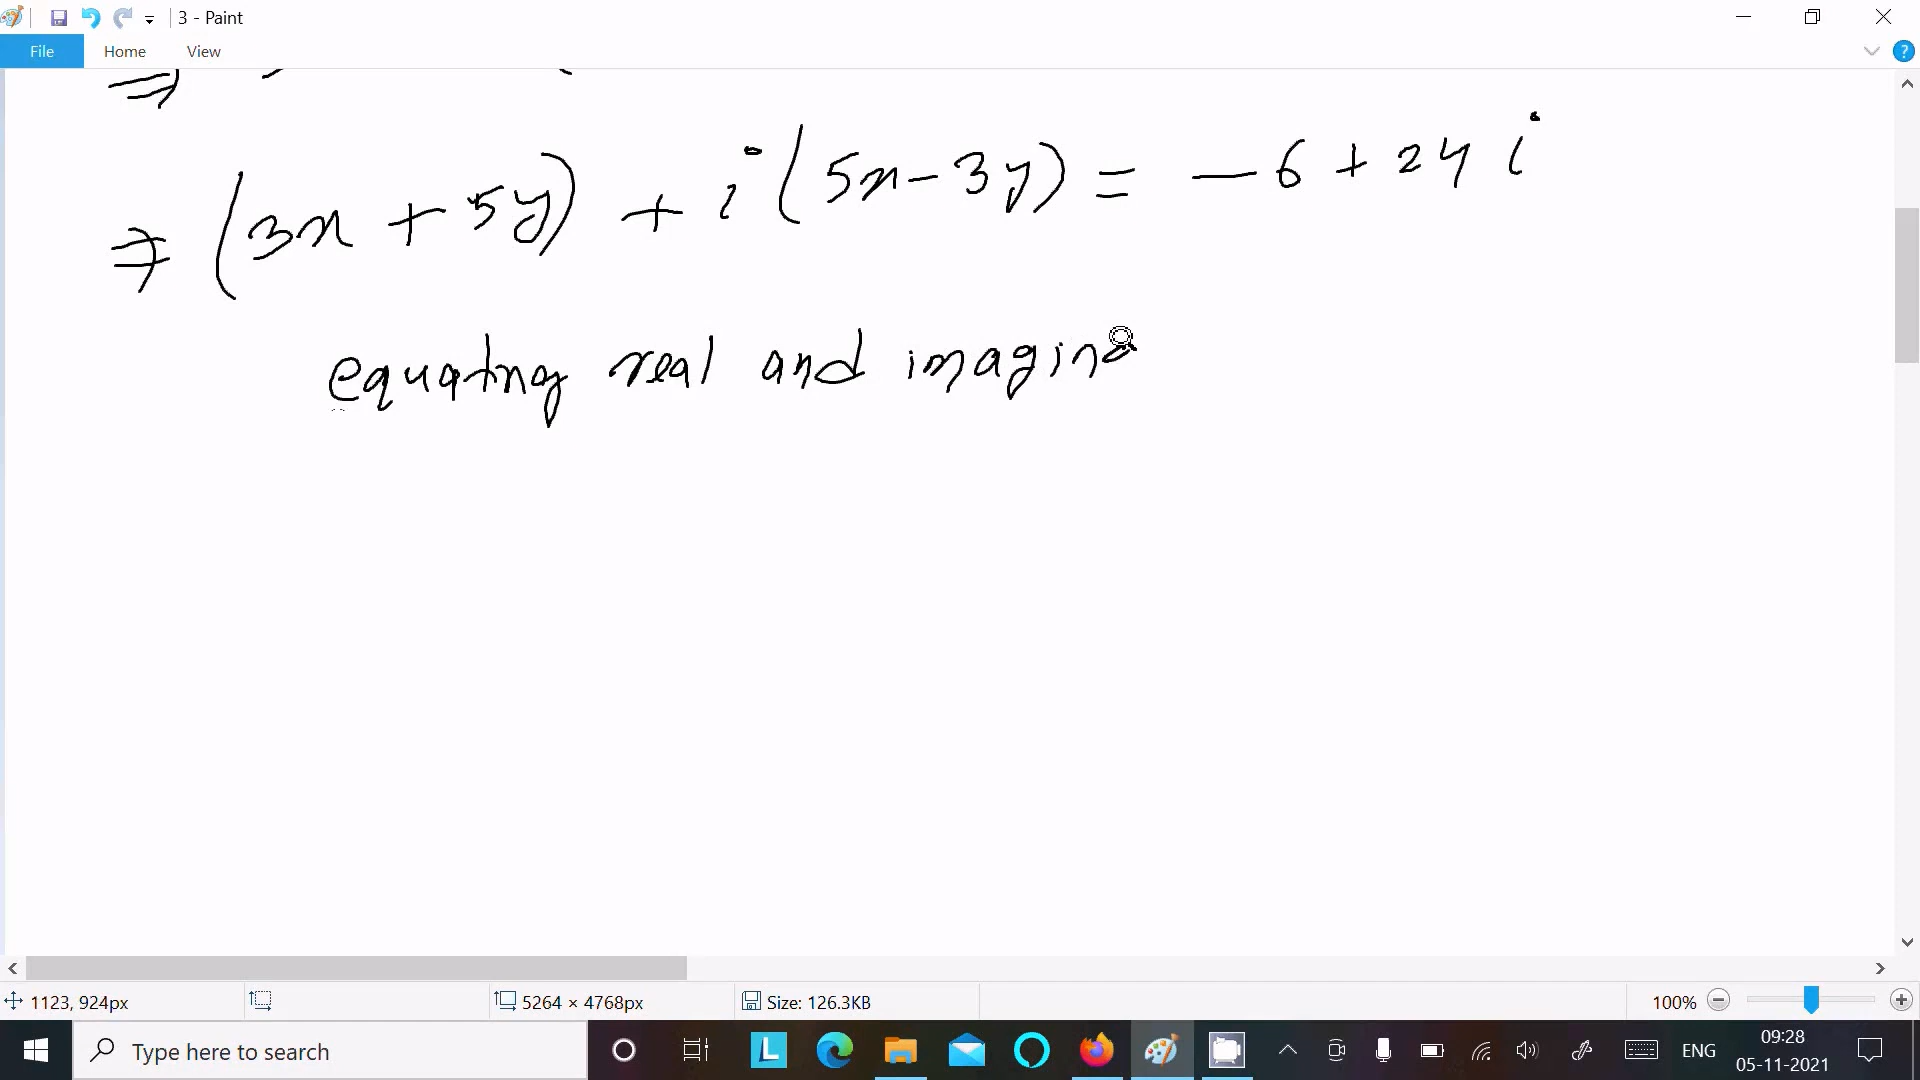 3 - Paint
File Home View
⇒
⇒ (3x + 5y) + i (5x - 3y) = - 6 + 24 i
equating real and imagina
1123, 924px 5264 × 4768px Size: 126.3KB 100%
Type here to search
L
ENG
09:28
05-11-2021